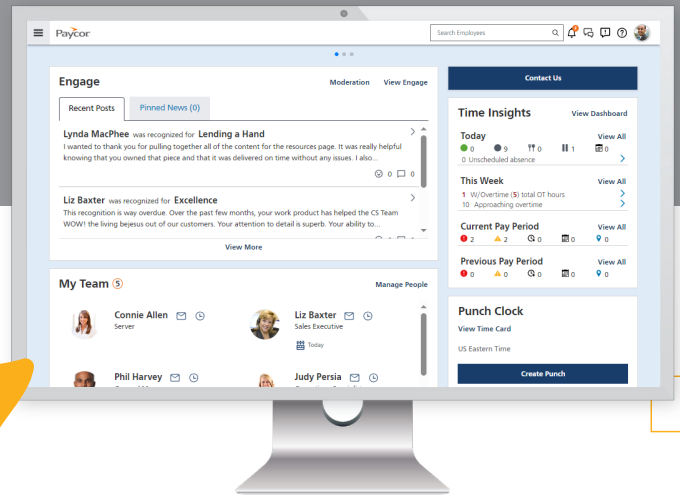 Paycor
Search Employees
Engage
Moderation View Engage
Recent Posts Pinned News (0)
Lynda MacPhee was recognized for Lending a Hand
I wanted to thank you for pulling together all of the content for the resources page. It was really helpful
knowing that you owned that piece and that it was delivered on time without any issues. I also...
0 0
Liz Baxter was recognized for Excellence
This recognition is way overdue. Over the past few months, your work product has helped the CS Team
WOW! the living bejesus out of our customers. Your attention to detail is superb. Your ability to...
View More
My Team 5
Manage People
Connie Allen
Server
Liz Baxter
Sales Executive
Today
Phil Harvey
Judy Persia
Contact Us
Time Insights View Dashboard
Today View All
0 9 0 1 0
0 Unscheduled absence
This Week View All
1 W/Overtime (5) total OT hours
10 Approaching overtime
Current Pay Period View All
2 2 0 0 0
Previous Pay Period View All
0 0 0 0 0
Punch Clock
View Time Card
US Eastern Time
Create Punch